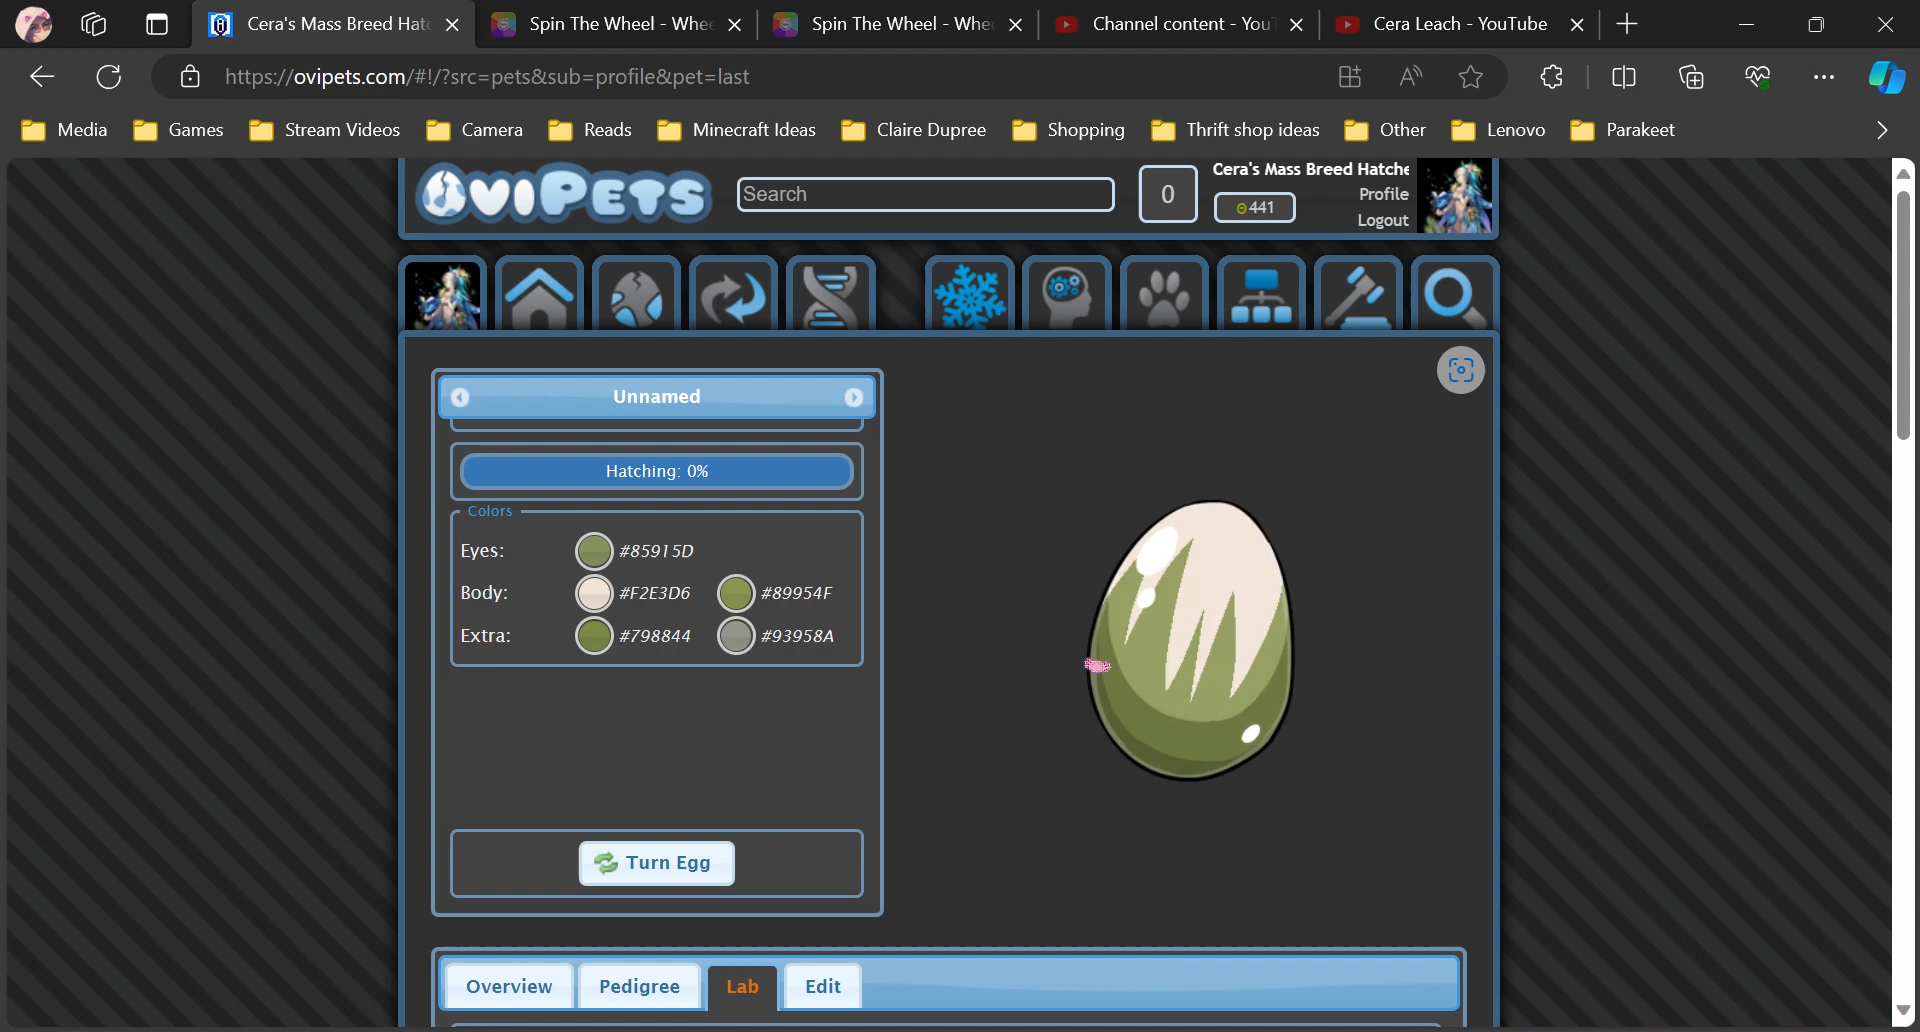 Cera's Mass Breed Hatc
Spin The Wheel - Whee
Spin The Wheel - Whee
Channel content - YouT
Cera Leach - YouTube
https://ovipets.com/#!/?src=pets&sub=profile&pet=last
Media
Games
Stream Videos
Camera
Reads
Minecraft Ideas
Claire Dupree
Shopping
Thrift shop ideas
Other
Lenovo
Parakeet
OviPets
Search
0
Cera's Mass Breed Hatche
441
Profile
Logout
Unnamed
Hatching: 0%
Colors
Eyes: #85915D
Body: #F2E3D6 #89954F
Extra: #798844 #93958A
Turn Egg
Overview
Pedigree
Lab
Edit